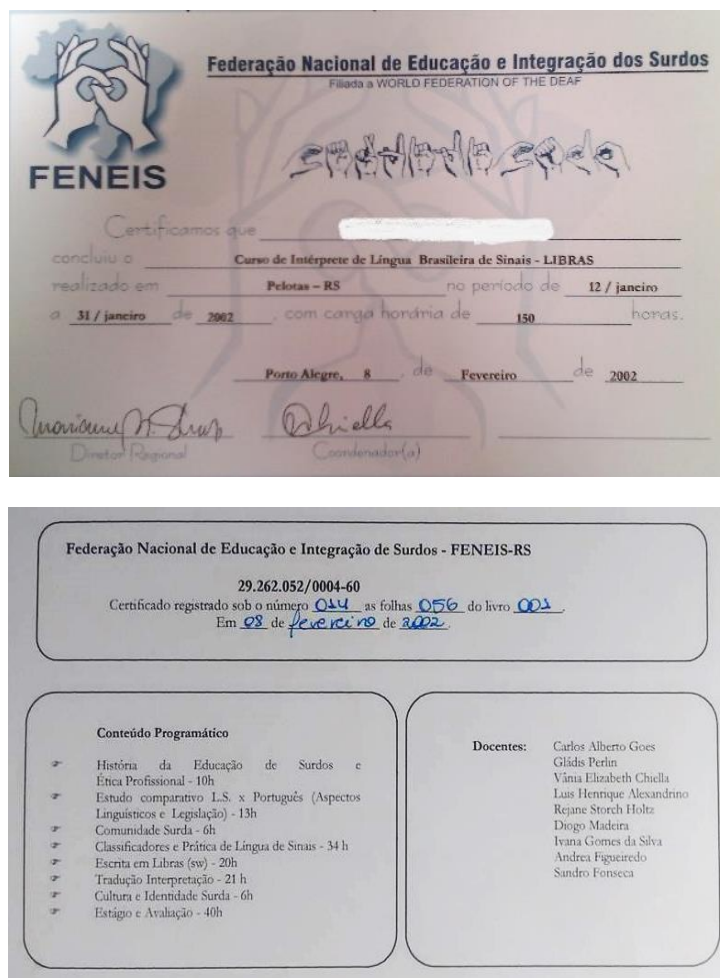 Federação Nacional de Educação e Integração dos Surdos
Filiada a WORLD FEDERATION OF THE DEAF
FENEIS
Certificamos que
concluiu o Curso de Intérprete de Língua Brasileira de Sinais - LIBRAS
realizado em Pelotas – RS no período de 12 / janeiro
a 31 / janeiro de 2002, com carga horária de 150 horas.
Porto Alegre, 8, de Fevereiro de 2002
Diretor Regional Coordenador(a)
Federação Nacional de Educação e Integração de Surdos - FENEIS-RS
29.262.052/0004-60
Certificado registrado sob o número 014 as folhas 056 do livro 001.
Em 08 de fevereiro de 2002.
Conteúdo Programático
História da Educação de Surdos e
Ética Profissional - 10h
Estudo comparativo L.S. x Português (Aspectos
Linguísticos e Legislação) - 13h
Comunidade Surda - 6h
Classificadores e Prática de Língua de Sinais - 34 h
Escrita em Libras (sw) - 20h
Tradução Interpretação - 21 h
Cultura e Identidade Surda - 6h
Estágio e Avaliação - 40h
Docentes: Carlos Alberto Goes
Gládis Perlin
Vânia Elizabeth Chiella
Luis Henrique Alexandrino
Rejane Storch Holtz
Diogo Madeira
Ivana Gomes da Silva
Andrea Figueiredo
Sandro Fonseca